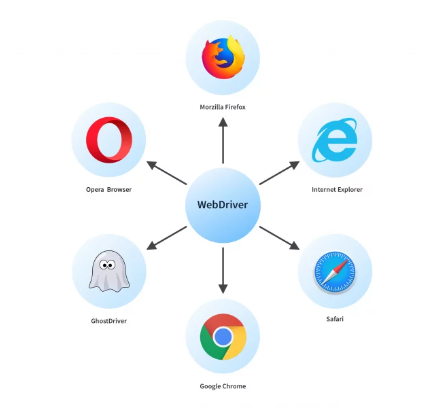 Morzilla Firefox
Opera Browser
Internet Explorer
WebDriver
GhostDriver
Safari
Google Chrome